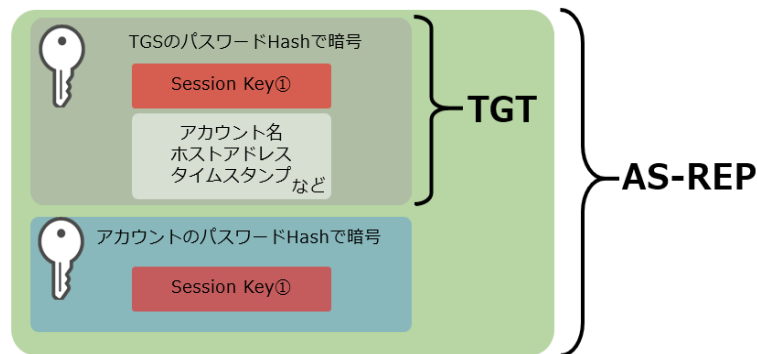 TGSのパスワードHashで暗号
Session Key①
アカウント名
ホストアドレス
タイムスタンプ など
TGT
アカウントのパスワードHashで暗号
Session Key①
AS-REP